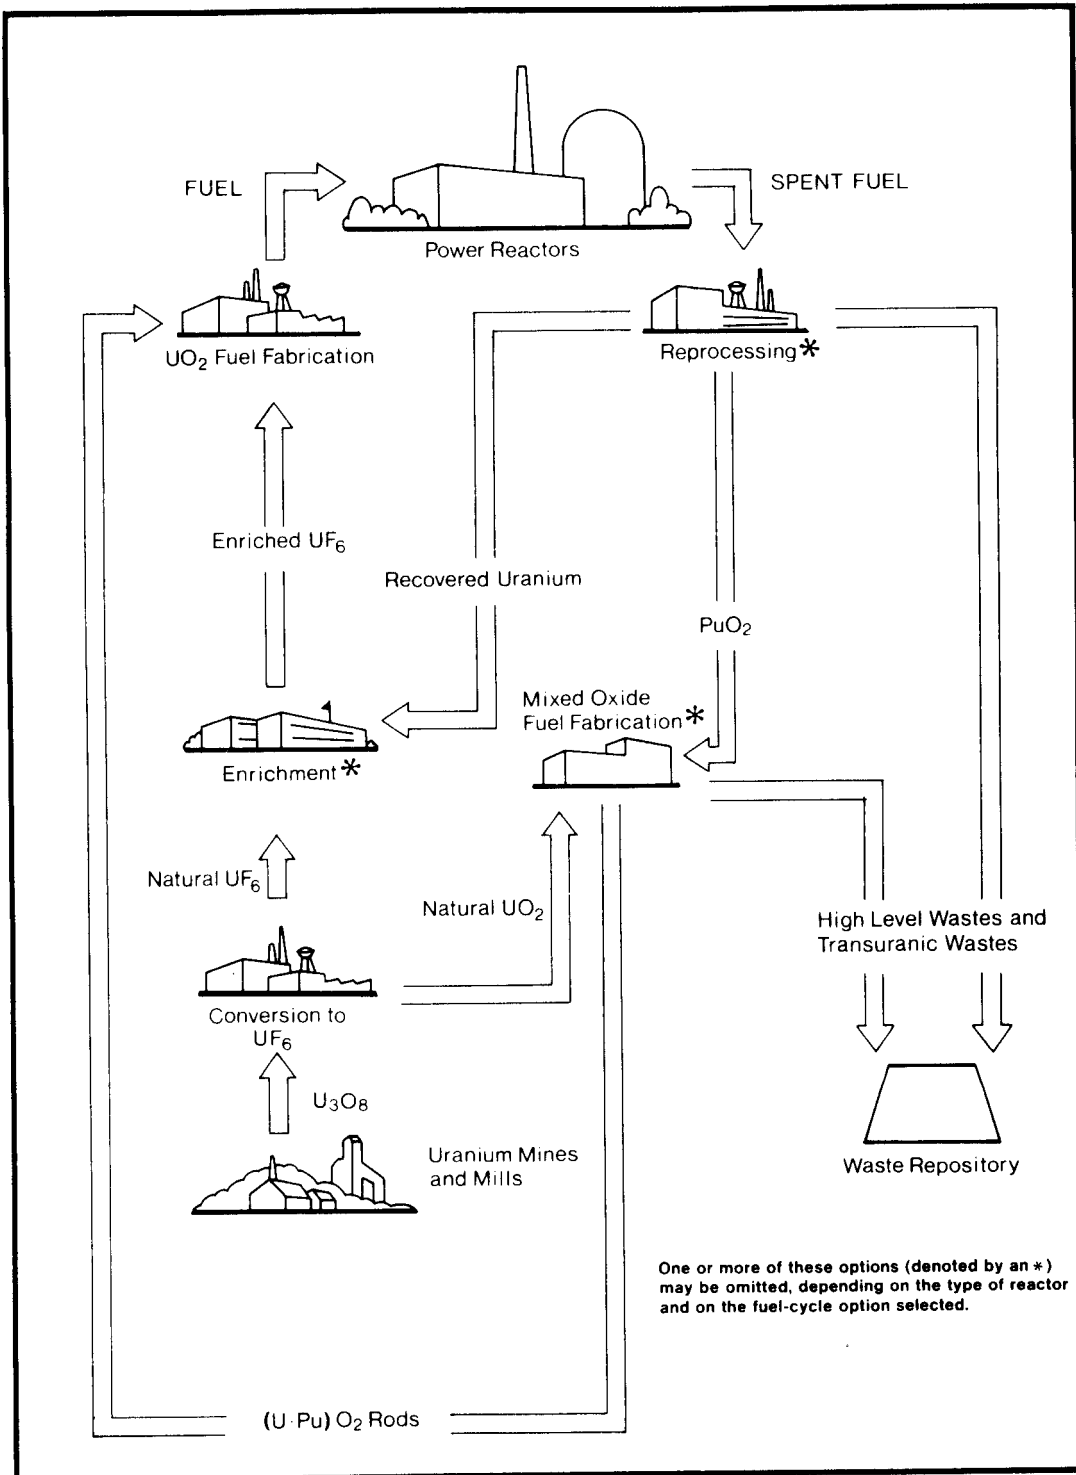 FUEL
SPENT FUEL
Power Reactors
UO₂ Fuel Fabrication
Reprocessing*
Enriched UF₆
Recovered Uranium
PuO₂
Mixed Oxide
Fuel Fabrication*
Enrichment*
Natural UF₆
Natural UO₂
High Level Wastes and
Transuranic Wastes
Conversion to
UF₆
U₃O₈
Uranium Mines
and Mills
Waste Repository
One or more of these options (denoted by an *)
may be omitted, depending on the type of reactor
and on the fuel-cycle option selected.
(U·Pu) O₂ Rods